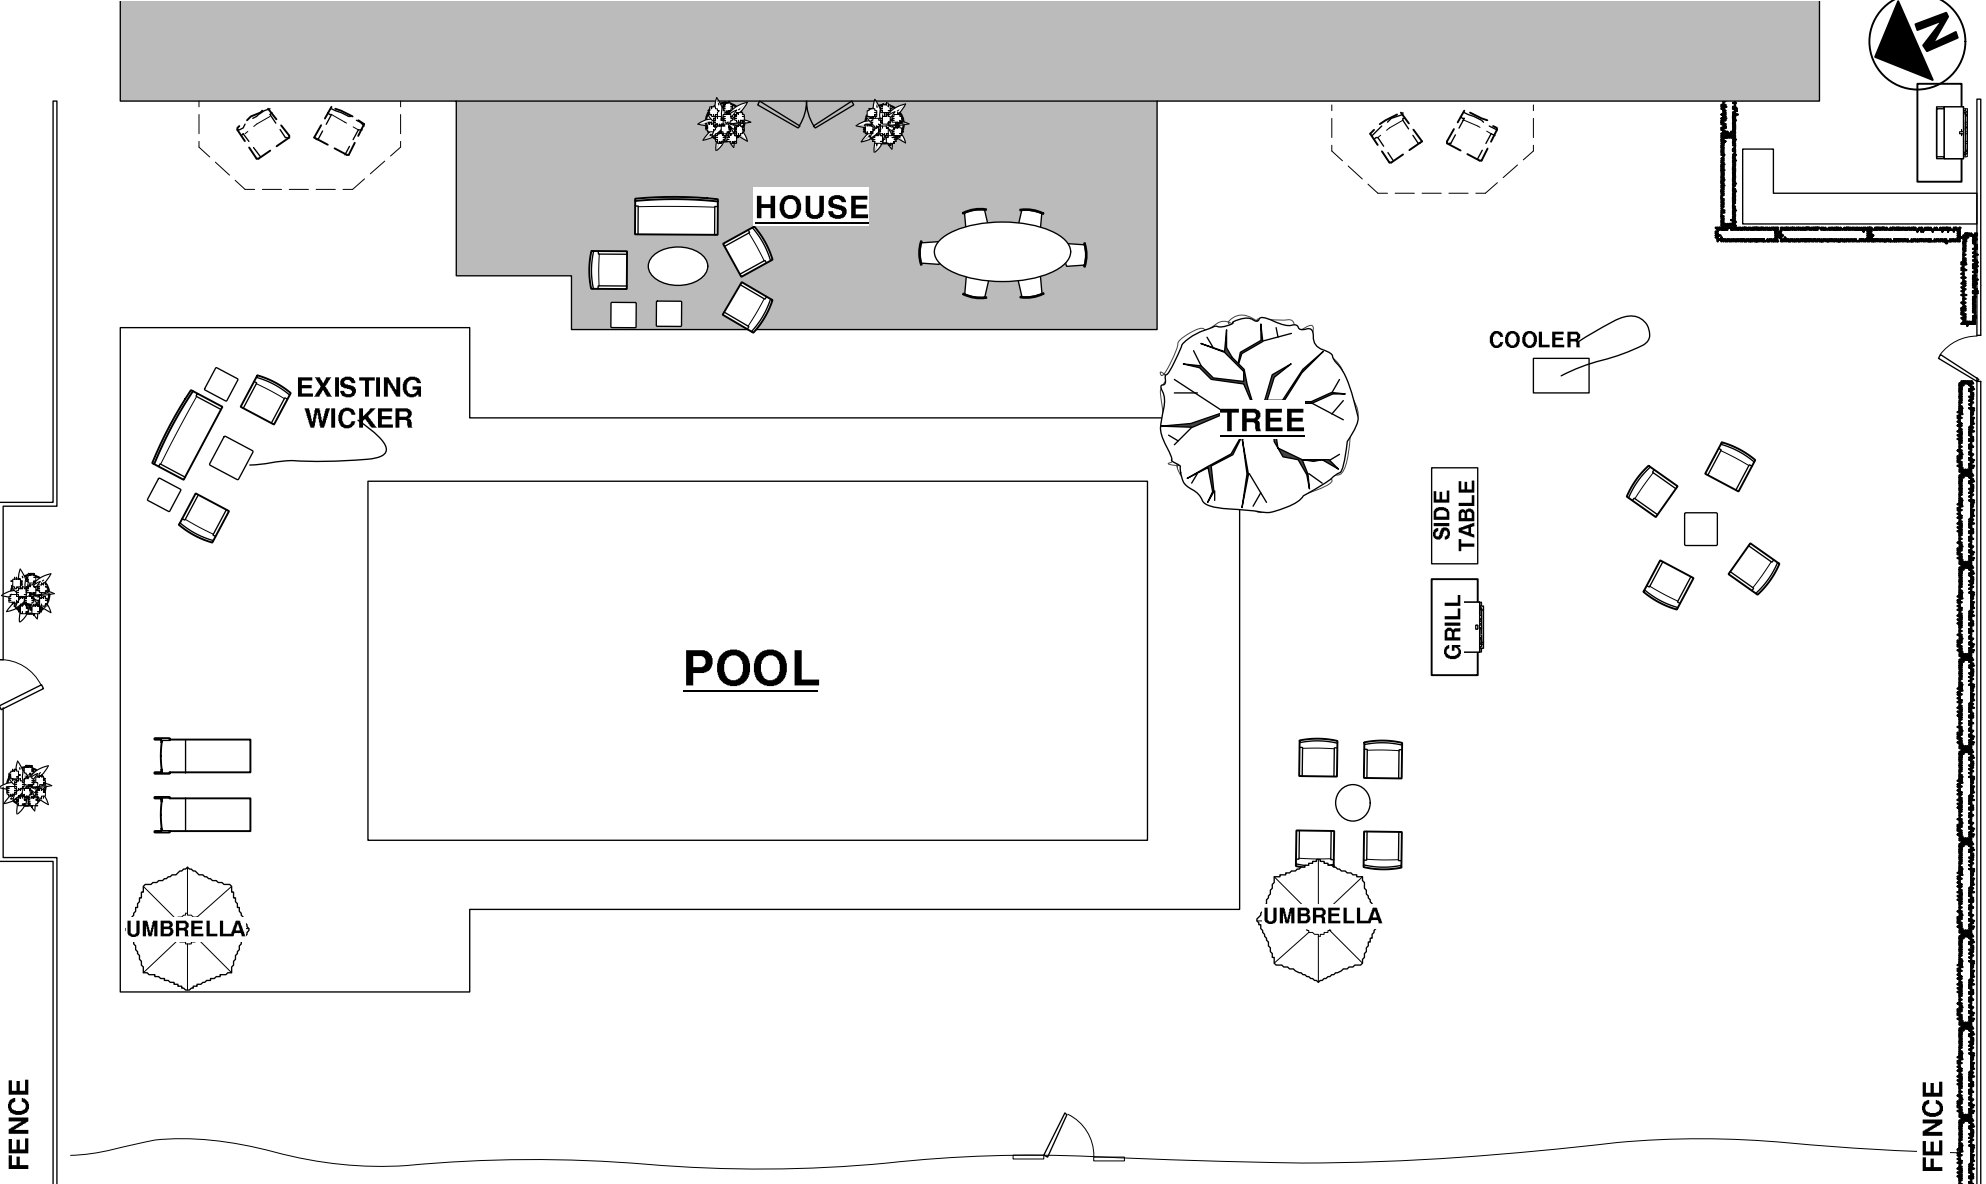 N
HOUSE
COOLER
EXISTING
WICKER
TREE
SIDE
TABLE
GRILL
POOL
UMBRELLA
UMBRELLA
FENCE
FENCE